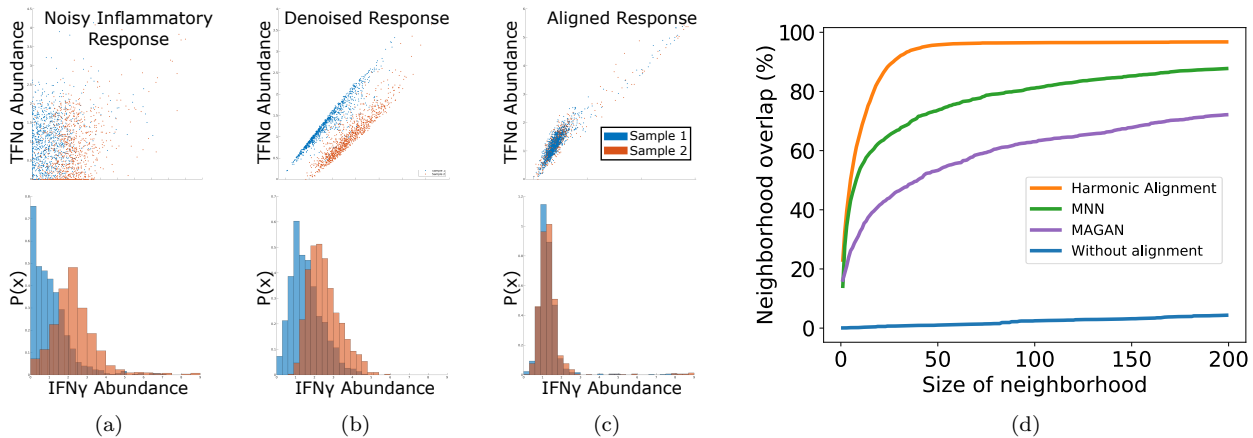 Noisy Inflammatory
Response
TFNα Abundance
Denoised Response
TFNα Abundance
Aligned Response
TFNα Abundance
Sample 1
Sample 2
P(x)
IFNγ Abundance
P(x)
IFNγ Abundance
P(x)
IFNγ Abundance
(a)
(b)
(c)
Neighborhood overlap (%)
100
80
60
40
20
0
Harmonic Alignment
MNN
MAGAN
Without alignment
0
50
100
150
200
Size of neighborhood
(d)